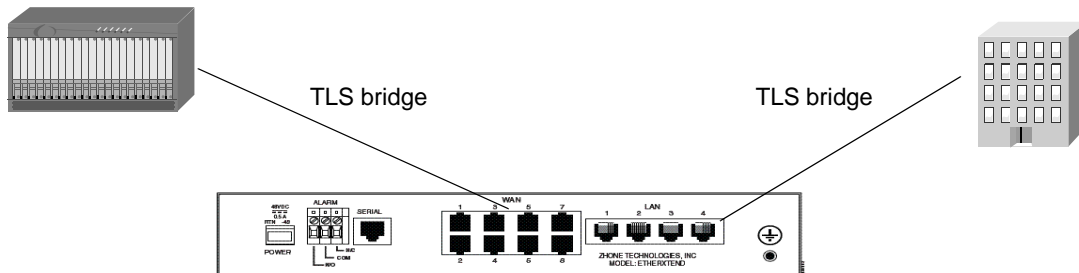 TLS bridge
TLS bridge
48VDC
0.5 A
RTN -48
POWER
ALARM
N/C
COM
N/O
SERIAL
WAN
1 3 5 7
2 4 6 8
LAN
1 2 3 4
ZHONE TECHNOLOGIES, INC
MODEL: ETHERXTEND